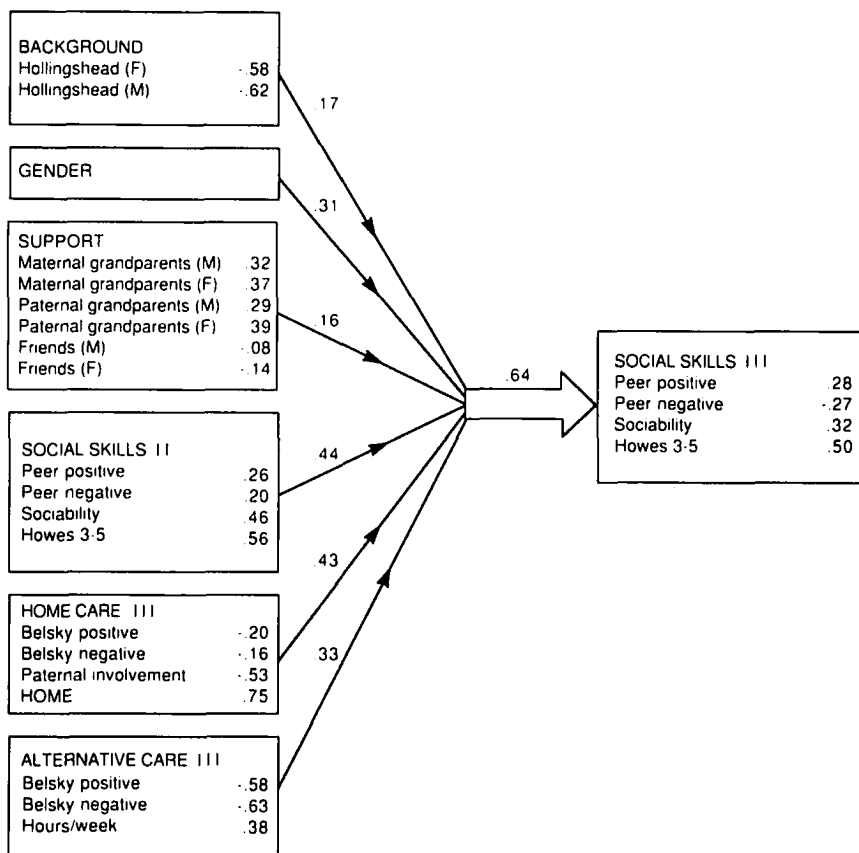 BACKGROUND
Hollingshead (F) -.58
Hollingshead (M) -.62
.17
GENDER
.31
SUPPORT
Maternal grandparents (M) .32
Maternal grandparents (F) .37
Paternal grandparents (M) .29
Paternal grandparents (F) .39
Friends (M) -.08
Friends (F) -.14
.16
SOCIAL SKILLS II
Peer positive .26
Peer negative .20
Sociability .46
Howes 3-5 .56
.44
HOME CARE III
Belsky positive -.20
Belsky negative -.16
Paternal involvement -.53
HOME .75
.43
ALTERNATIVE CARE III
Belsky positive -.58
Belsky negative -.63
Hours/week .38
.33
.64
SOCIAL SKILLS III
Peer positive .28
Peer negative -.27
Sociability .32
Howes 3-5 .50